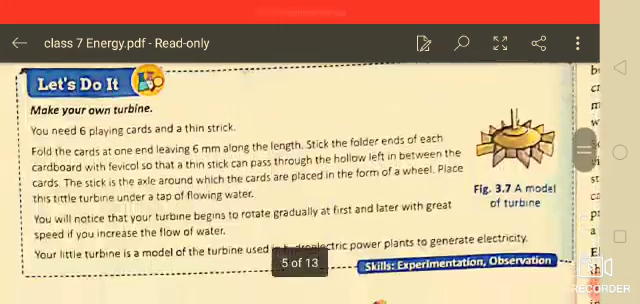 class 7 Energy.pdf - Read-only
Let's Do It
Make your own turbine.
You need 6 playing cards and a thin strick.
Fold the cards at one end leaving 6 mm along the length. Stick the folder ends of each
cardboard with fevicol so that a thin stick can pass through the hollow left in between the
cards. The stick is the axle around which the cards are placed in the form of a wheel. Place
this little turbine under a tap of flowing water.
Fig. 3.7 A model
of turbine
You will notice that your turbine begins to rotate gradually at first and later with great
speed if you increase the flow of water.
Your little turbine is a model of the turbine used in hydroelectric power plants to generate electricity.
5 of 13
Skills: Experimentation, Observation
RECORDER